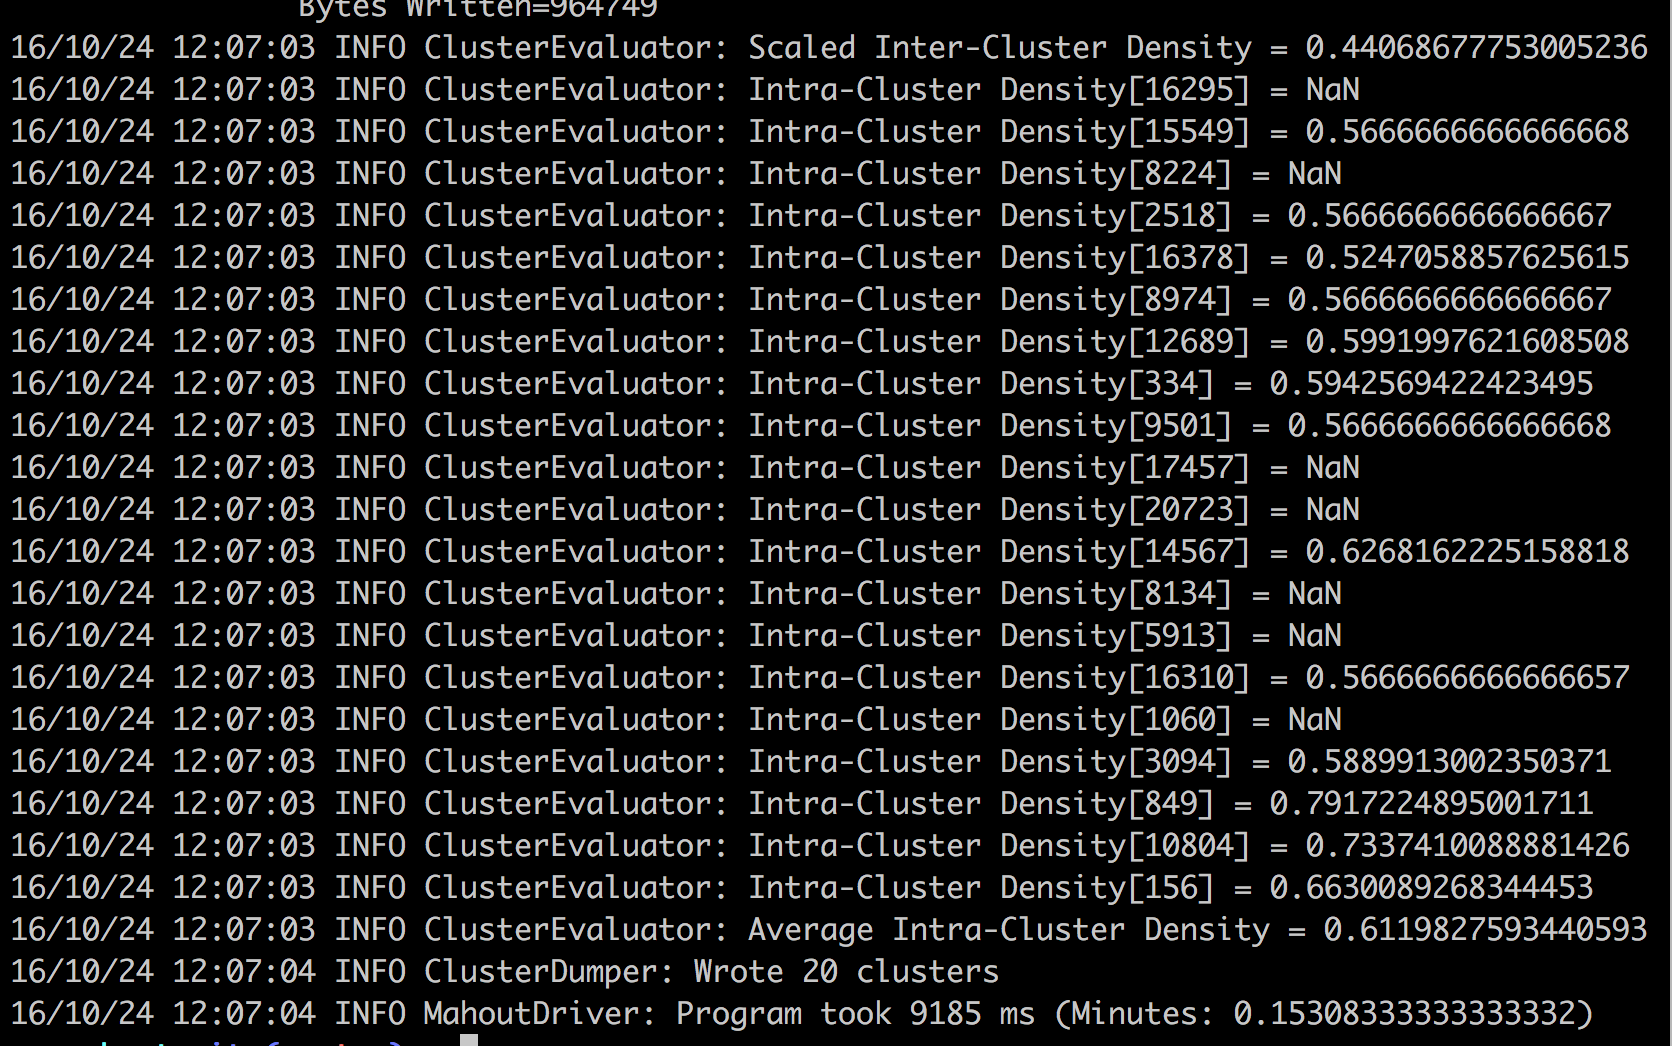 Bytes Written=964749
16/10/24 12:07:03 INFO ClusterEvaluator: Scaled Inter-Cluster Density = 0.44068677753005236
16/10/24 12:07:03 INFO ClusterEvaluator: Intra-Cluster Density[16295] = NaN
16/10/24 12:07:03 INFO ClusterEvaluator: Intra-Cluster Density[15549] = 0.5666666666666668
16/10/24 12:07:03 INFO ClusterEvaluator: Intra-Cluster Density[8224] = NaN
16/10/24 12:07:03 INFO ClusterEvaluator: Intra-Cluster Density[2518] = 0.5666666666666667
16/10/24 12:07:03 INFO ClusterEvaluator: Intra-Cluster Density[16378] = 0.5247058857625615
16/10/24 12:07:03 INFO ClusterEvaluator: Intra-Cluster Density[8974] = 0.5666666666666667
16/10/24 12:07:03 INFO ClusterEvaluator: Intra-Cluster Density[12689] = 0.5991997621608508
16/10/24 12:07:03 INFO ClusterEvaluator: Intra-Cluster Density[334] = 0.5942569422423495
16/10/24 12:07:03 INFO ClusterEvaluator: Intra-Cluster Density[9501] = 0.5666666666666668
16/10/24 12:07:03 INFO ClusterEvaluator: Intra-Cluster Density[17457] = NaN
16/10/24 12:07:03 INFO ClusterEvaluator: Intra-Cluster Density[20723] = NaN
16/10/24 12:07:03 INFO ClusterEvaluator: Intra-Cluster Density[14567] = 0.6268162225158818
16/10/24 12:07:03 INFO ClusterEvaluator: Intra-Cluster Density[8134] = NaN
16/10/24 12:07:03 INFO ClusterEvaluator: Intra-Cluster Density[5913] = NaN
16/10/24 12:07:03 INFO ClusterEvaluator: Intra-Cluster Density[16310] = 0.5666666666666657
16/10/24 12:07:03 INFO ClusterEvaluator: Intra-Cluster Density[1060] = NaN
16/10/24 12:07:03 INFO ClusterEvaluator: Intra-Cluster Density[3094] = 0.5889913002350371
16/10/24 12:07:03 INFO ClusterEvaluator: Intra-Cluster Density[849] = 0.7917224895001711
16/10/24 12:07:03 INFO ClusterEvaluator: Intra-Cluster Density[10804] = 0.7337410088881426
16/10/24 12:07:03 INFO ClusterEvaluator: Intra-Cluster Density[156] = 0.6630089268344453
16/10/24 12:07:03 INFO ClusterEvaluator: Average Intra-Cluster Density = 0.6119827593440593
16/10/24 12:07:04 INFO ClusterDumper: Wrote 20 clusters
16/10/24 12:07:04 INFO MahoutDriver: Program took 9185 ms (Minutes: 0.15308333333333332)